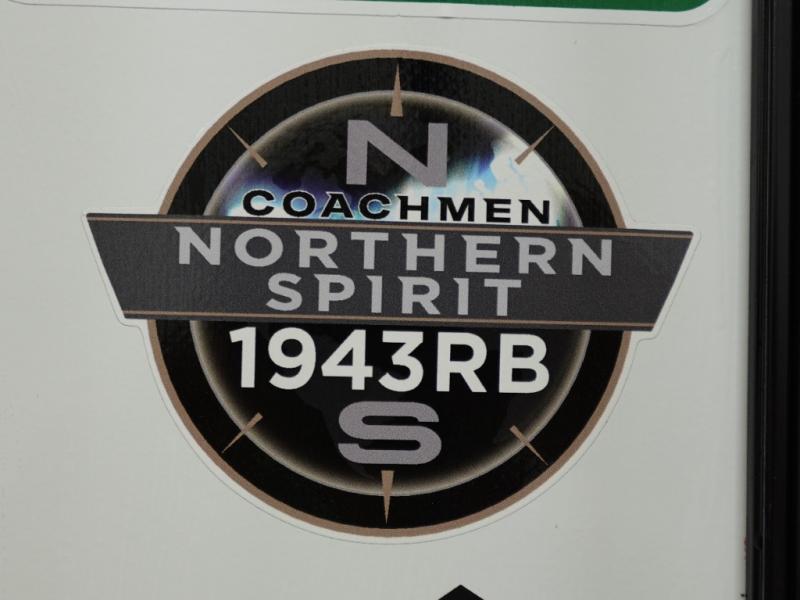 N
COACHMEN
NORTHERN
SPIRIT
1943RB
S